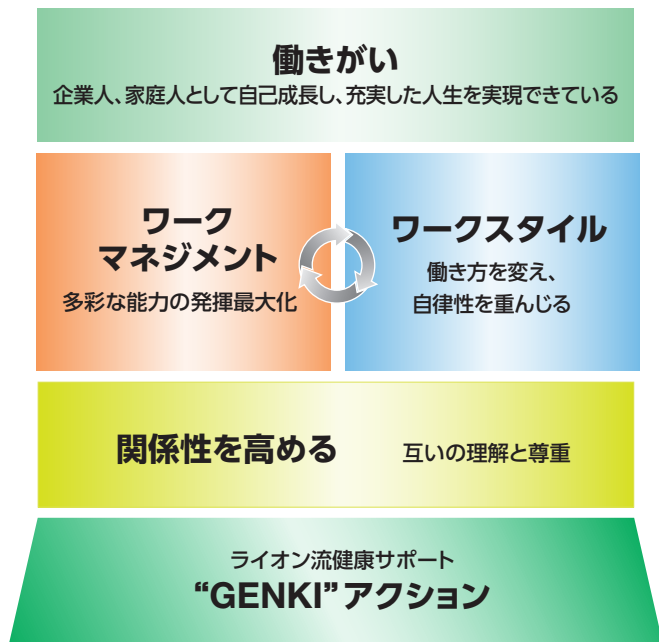 働きがい
企業人、家庭人として自己成長し、充実した人生を実現できている
ワーク
マネジメント
多彩な能力の発揮最大化
ワークスタイル
働き方を変え、
自律性を重んじる
関係性を高める
互いの理解と尊重
ライオン流健康サポート
“GENKI”アクション